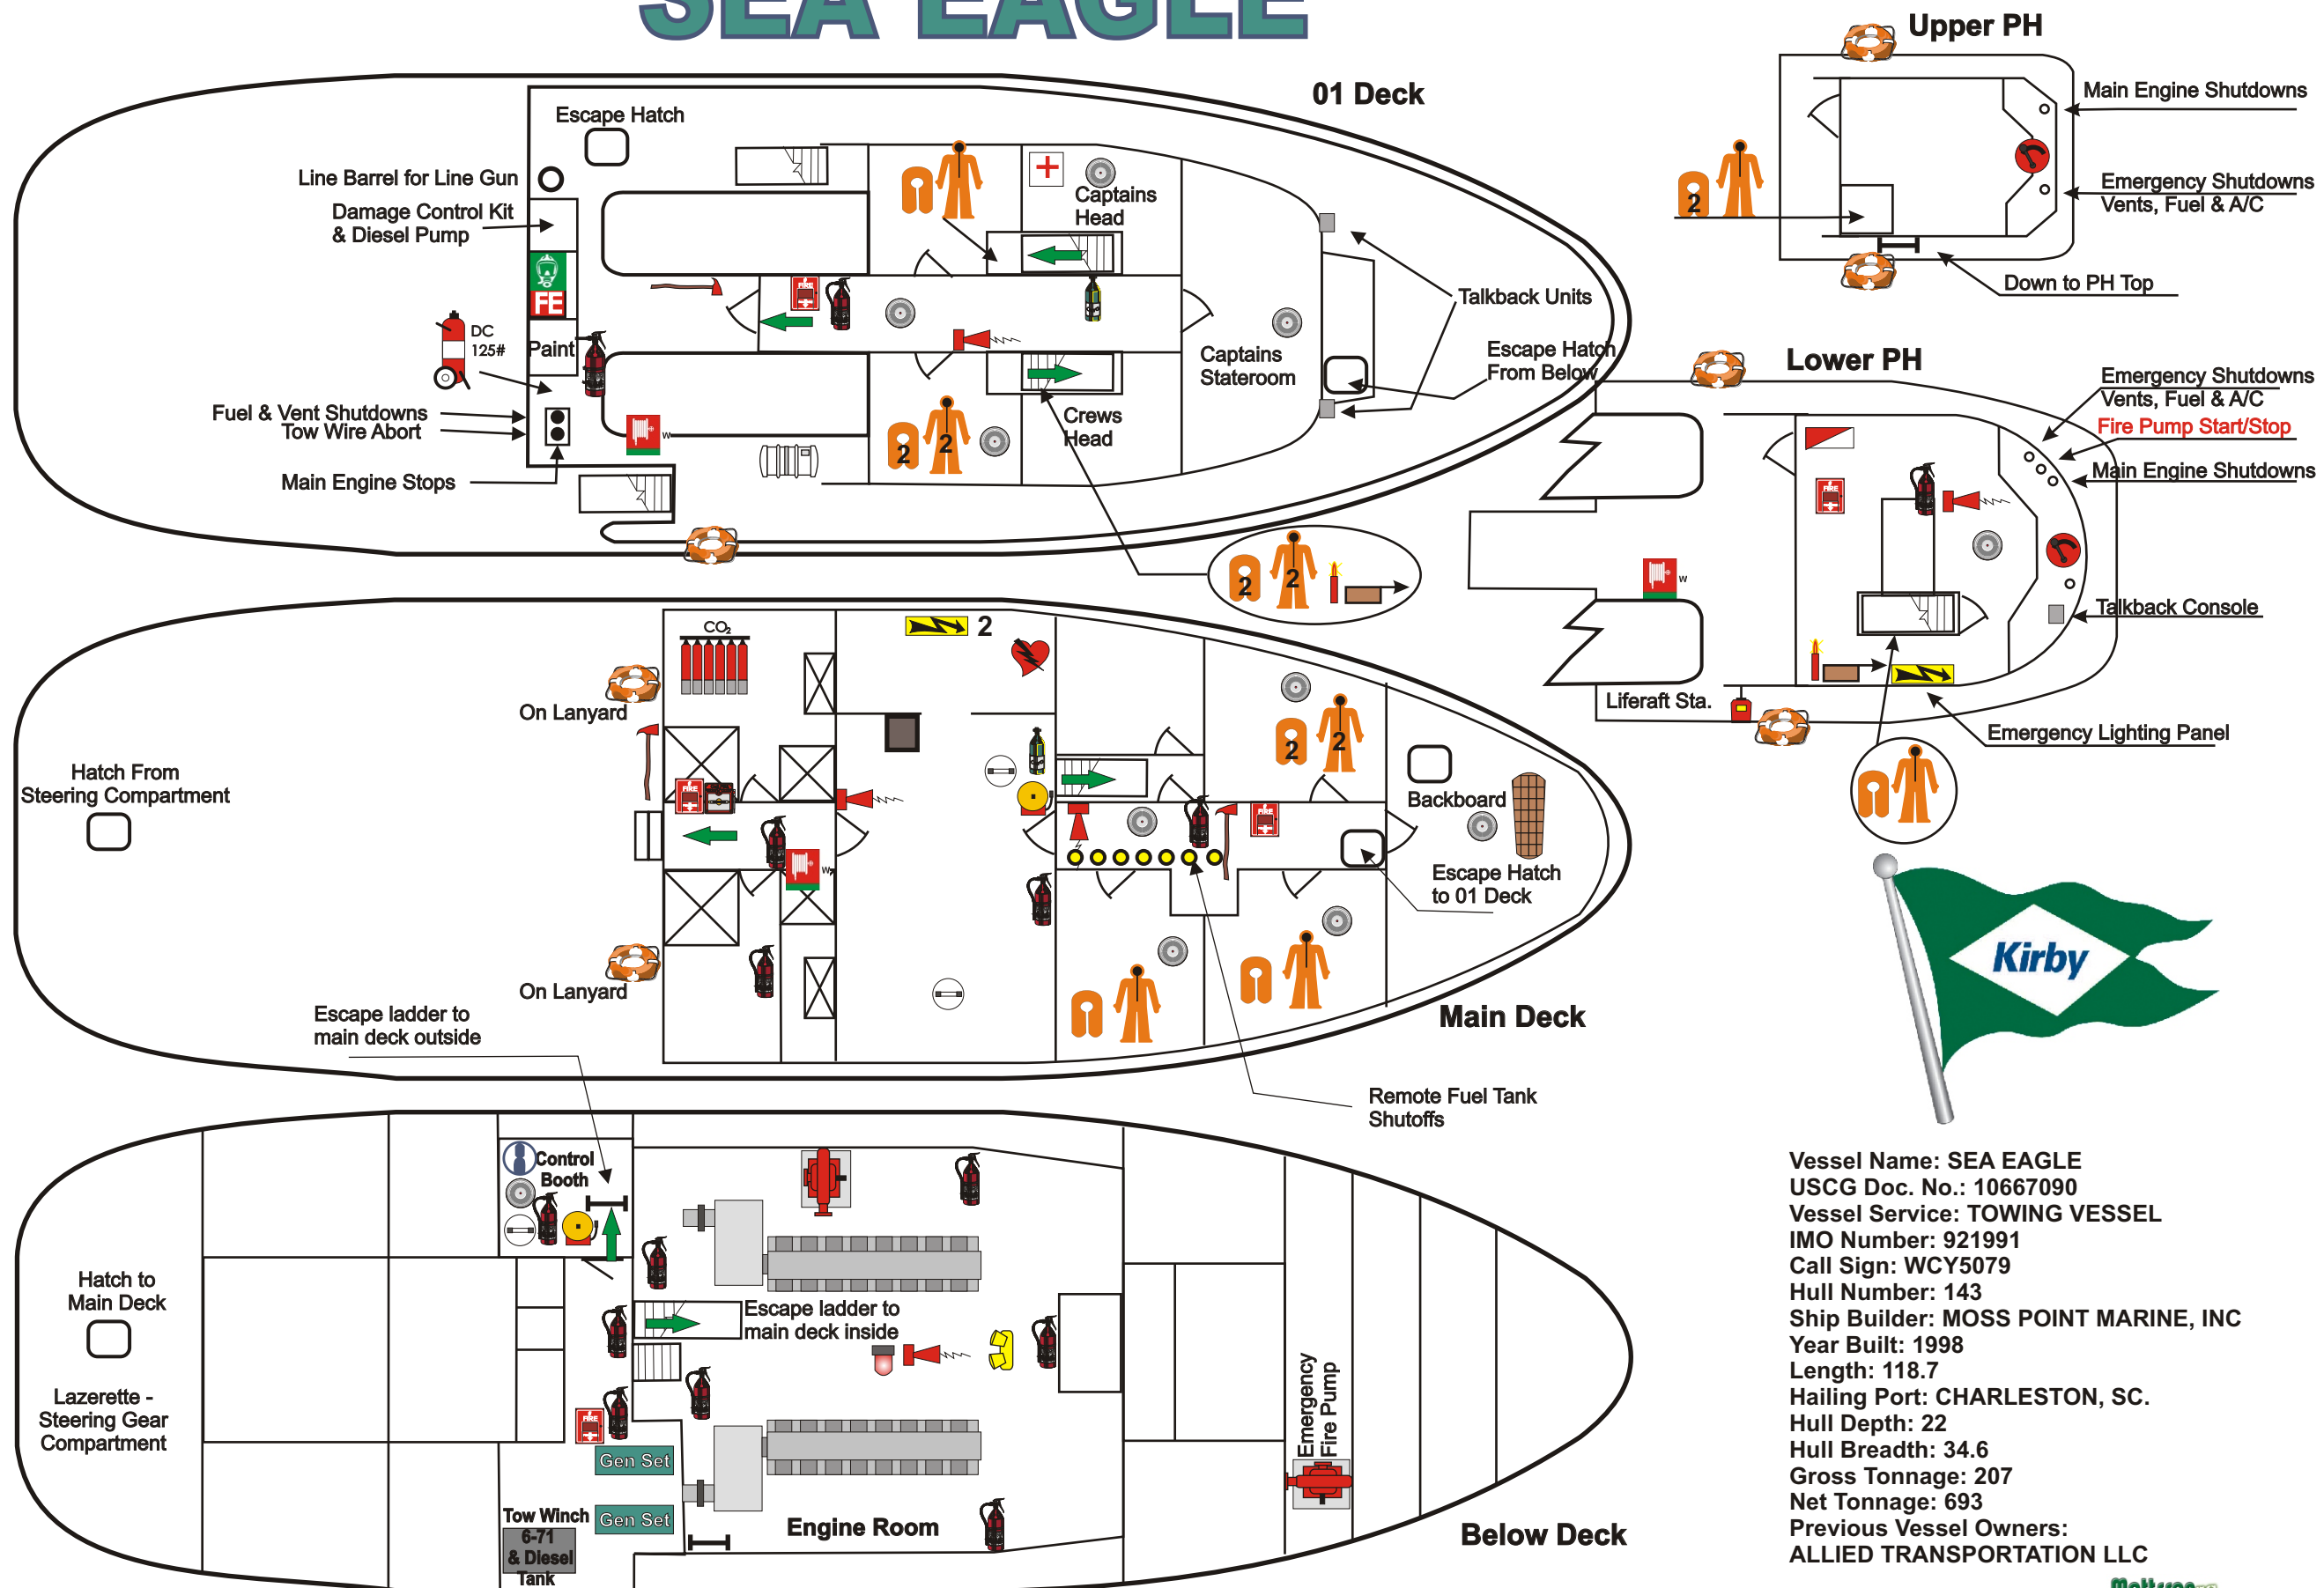 SEA EAGLE
Upper PH
01 Deck
Main Engine Shutdowns
Escape Hatch
Line Barrel for Line Gun
Damage Control Kit
& Diesel Pump
Captains
Head
2
Emergency Shutdowns
Vents, Fuel & A/C
Down to PH Top
FE
FIRE
Talkback Units
DC
125#
Paint
Captains
Stateroom
Escape Hatch
From Below
Lower PH
Emergency Shutdowns
Vents, Fuel & A/C
Fire Pump Start/Stop
Main Engine Shutdowns
Fuel & Vent Shutdowns
Tow Wire Abort
W
2
2
Crews
Head
Main Engine Stops
FIRE
2
2
W
Talkback Console
CO2
2
Liferaft Sta.
Emergency Lighting Panel
On Lanyard
2
2
Hatch From
Steering Compartment
FIRE
FIRE
Backboard
W
Escape Hatch
to 01 Deck
Kirby
On Lanyard
Main Deck
Escape ladder to
main deck outside
Remote Fuel Tank
Shutoffs
Control
Booth
Hatch to
Main Deck
Escape ladder to
main deck inside
Lazerette -
Steering Gear
Compartment
FIRE
Gen Set
Emergency
Fire Pump
Tow Winch
6-71
& Diesel
Tank
Gen Set
Engine Room
Below Deck
Vessel Name: SEA EAGLE
USCG Doc. No.: 10667090
Vessel Service: TOWING VESSEL
IMO Number: 921991
Call Sign: WCY5079
Hull Number: 143
Ship Builder: MOSS POINT MARINE, INC
Year Built: 1998
Length: 118.7
Hailing Port: CHARLESTON, SC.
Hull Depth: 22
Hull Breadth: 34.6
Gross Tonnage: 207
Net Tonnage: 693
Previous Vessel Owners:
ALLIED TRANSPORTATION LLC